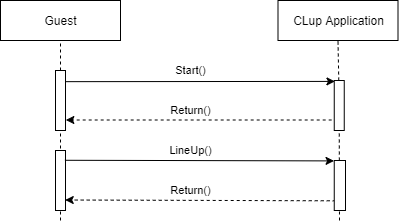 Guest
CLup Application
Start()
Return()
LineUp()
Return()